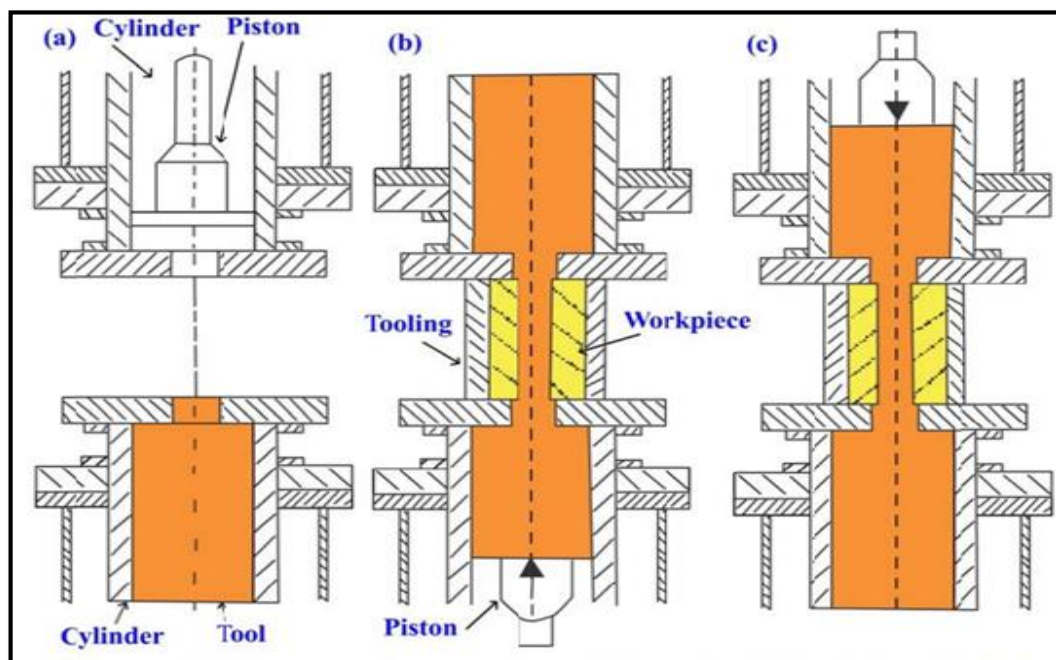 (a)
Cylinder
Piston
Cylinder
Tool
(b)
Tooling
Workpiece
Piston
(c)